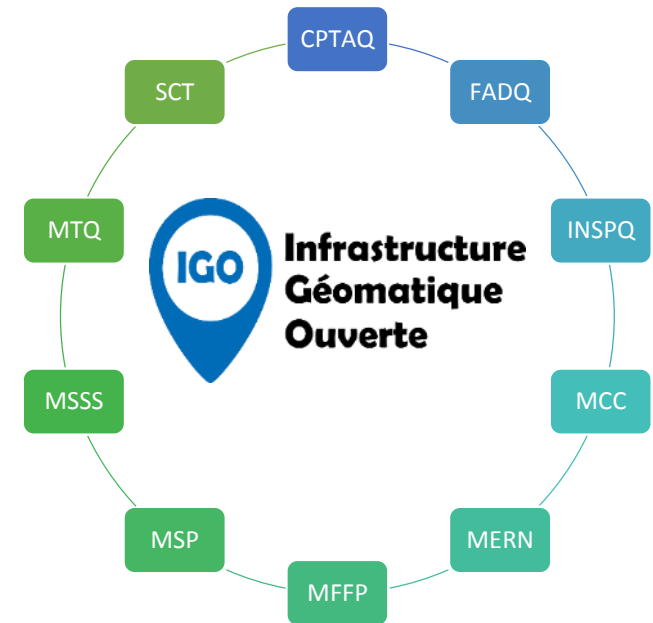 CPTAQ
FADQ
INSPQ
MCC
MERN
MFFP
MSP
MSSS
MTQ
SCT
IGO
Infrastructure
Géomatique
Ouverte